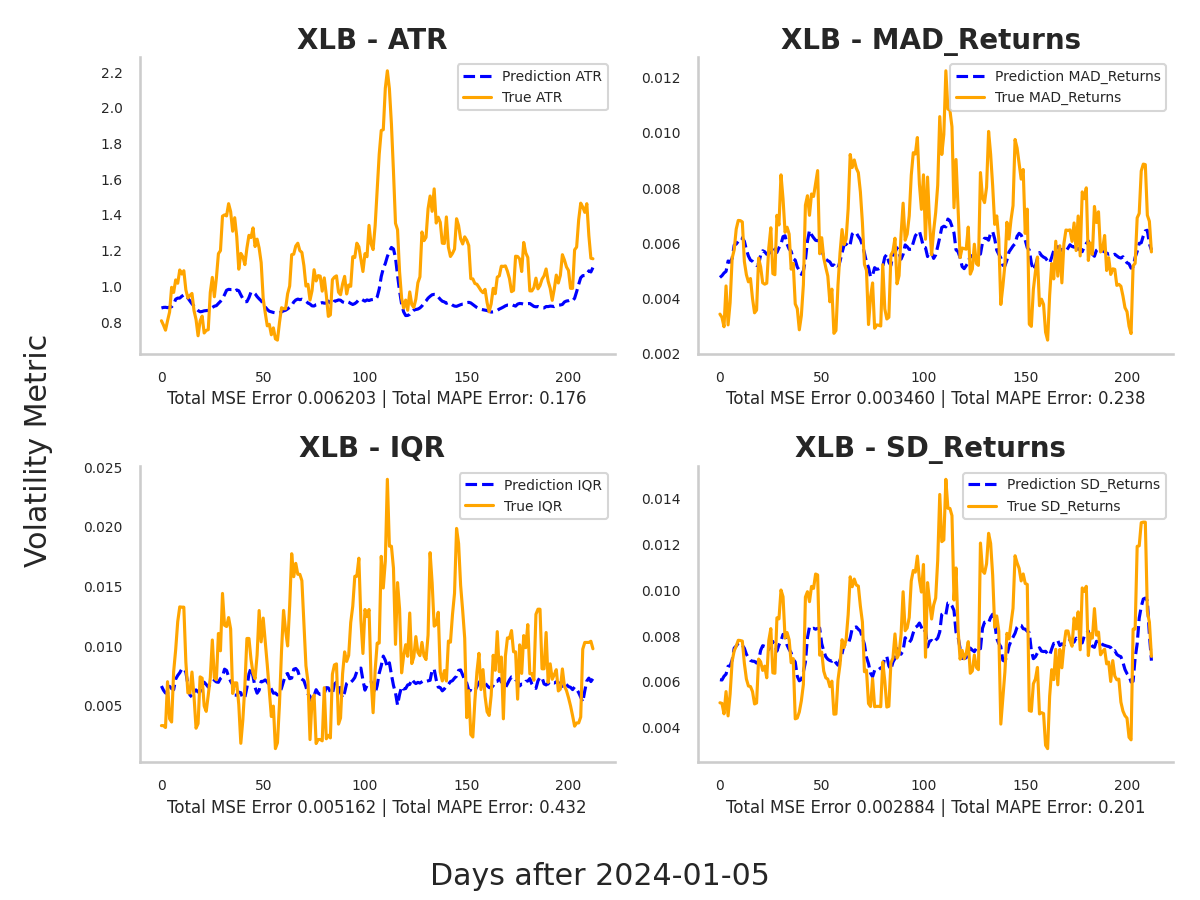 XLB - ATR
2.2
2.0
1.8
1.6
1.4
1.2
1.0
0.8
0 50 100 150 200
Prediction ATR
True ATR
Total MSE Error 0.006203 | Total MAPE Error: 0.176
XLB - MAD_Returns
0.012
0.010
0.008
0.006
0.004
0.002
0 50 100 150 200
Prediction MAD_Returns
True MAD_Returns
Total MSE Error 0.003460 | Total MAPE Error: 0.238
Volatility Metric
XLB - IQR
0.025
0.020
0.015
0.010
0.005
0 50 100 150 200
Prediction IQR
True IQR
Total MSE Error 0.005162 | Total MAPE Error: 0.432
XLB - SD_Returns
0.014
0.012
0.010
0.008
0.006
0.004
0 50 100 150 200
Prediction SD_Returns
True SD_Returns
Total MSE Error 0.002884 | Total MAPE Error: 0.201
Days after 2024-01-05